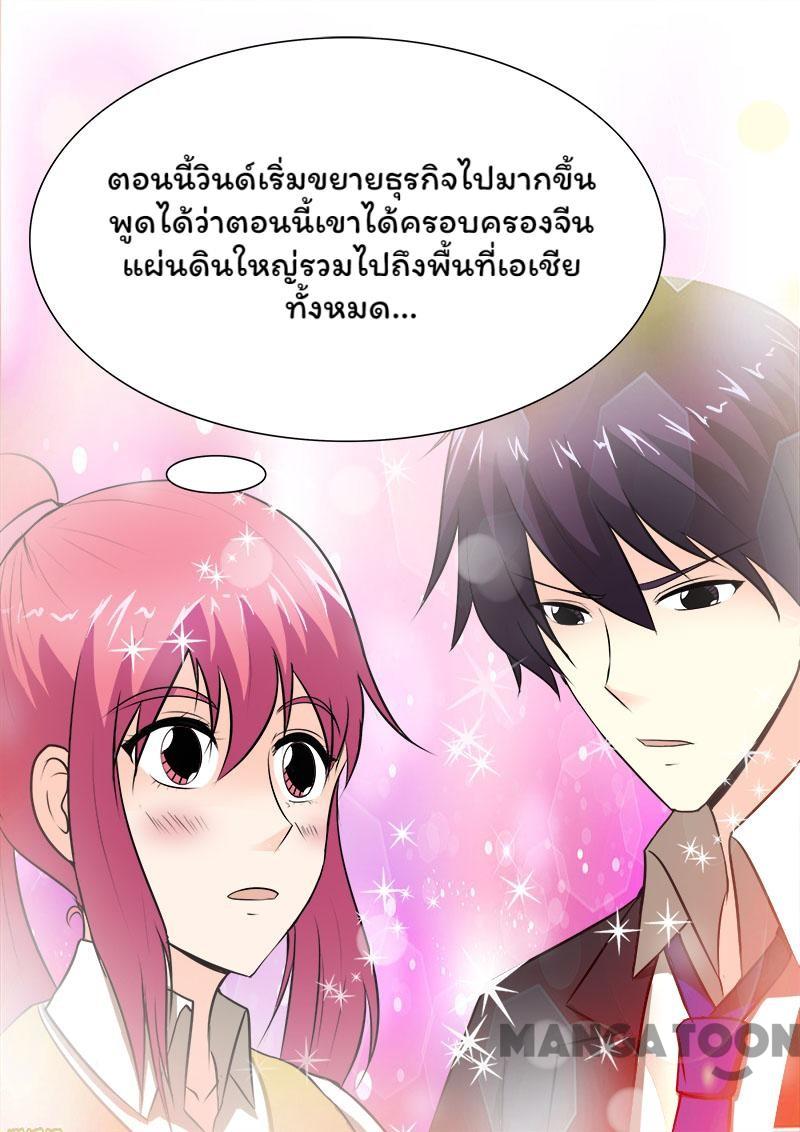 ตอนนี้วินด์เริ่มขยายธุรกิจไปมากขึ้น
พูดได้ว่าตอนนี้เขาได้ครอบครองจีน
แผ่นดินใหญ่รวมไปถึงพื้นที่เอเชีย
ทั้งหมด...
MANGATOON